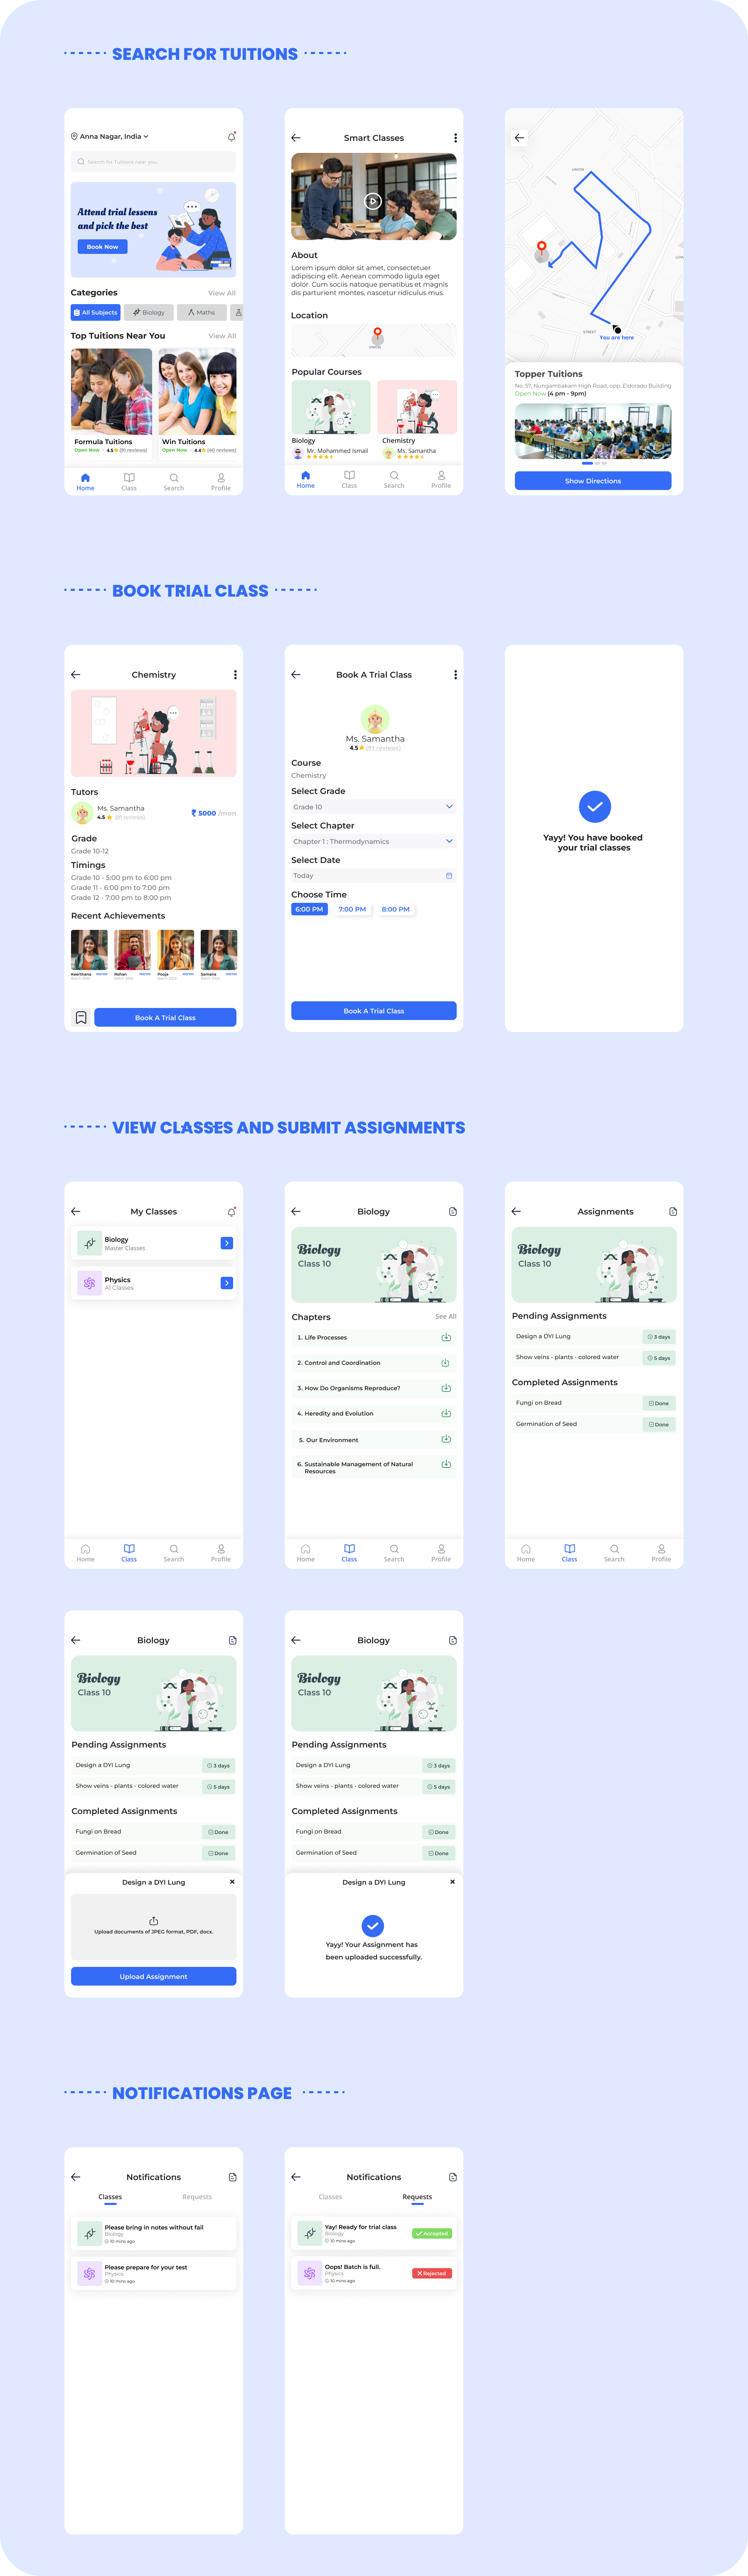 SEARCH FOR TUITIONS
Anna Nagar, India
Search for Tuitions near you..
Attend trial lessons
and pick the best
Book Now
Categories
View All
All Subjects
Biology
Maths
Top Tuitions Near You
View All
Formula Tuitions
Open Now
4.5
(91 reviews)
Win Tuitions
Open Now
4.4
Home
Class
Search
Profile
Smart Classes
About
Lorem ipsum dolor sit amet, consectetuer
adipiscing elit. Aenean commodo ligula eget
dolor. Cum sociis natoque penatibus et magnis
dis parturient montes, nascetur ridiculus mus.
Location
UNION
Popular Courses
Biology
Mr. Mohammed Ismail
Chemistry
Ms. Samantha
Home
Class
Search
Profile
UNION
STREET
You are here
Topper Tuitions
No. 57, Nungambakam High Road, opp. Eldorado Building
Open Now (4 pm - 9pm)
Show Directions
BOOK TRIAL CLASS
Chemistry
Tutors
Ms. Samantha
4.5 (91 reviews)
₹ 5000 /mon
Grade
Grade 10-12
Timings
Grade 10 - 5:00 pm to 6:00 pm
Grade 11 - 6:00 pm to 7:00 pm
Grade 12 - 7:00 pm to 8:00 pm
Recent Achievements
Keerthana
Rohan
Pooja
Samaira
Book A Trial Class
Book A Trial Class
Ms. Samantha
4.5 (91 reviews)
Course
Chemistry
Select Grade
Grade 10
Select Chapter
Chapter 1 : Thermodynamics
Select Date
Today
Choose Time
6:00 PM
7:00 PM
8:00 PM
Book A Trial Class
Yayy! You have booked
your trial classes
VIEW CLASSES AND SUBMIT ASSIGNMENTS
My Classes
Biology
Master Classes
Physics
A1 Classes
Home
Class
Search
Profile
Biology
Biology
Class 10
Chapters
See All
1. Life Processes
2. Control and Coordination
3. How Do Organisms Reproduce?
4. Heredity and Evolution
5. Our Environment
6. Sustainable Management of Natural
Resources
Home
Class
Search
Profile
Assignments
Biology
Class 10
Pending Assignments
Design a DYI Lung
3 days
Show veins - plants - colored water
5 days
Completed Assignments
Fungi on Bread
Done
Germination of Seed
Done
Home
Class
Search
Profile
Biology
Biology
Class 10
Pending Assignments
Design a DYI Lung
3 days
Show veins - plants - colored water
5 days
Completed Assignments
Fungi on Bread
Done
Germination of Seed
Done
Design a DYI Lung
Upload documents of JPEG format, PDF, docx.
Upload Assignment
Biology
Biology
Class 10
Pending Assignments
Design a DYI Lung
3 days
Show veins - plants - colored water
5 days
Completed Assignments
Fungi on Bread
Done
Germination of Seed
Done
Design a DYI Lung
Yayy! Your Assignment has
been uploaded successfully.
NOTIFICATIONS PAGE
Notifications
Classes
Requests
Please bring in notes without fail
Biology
10 mins ago
Please prepare for your test
Physics
10 mins ago
Notifications
Classes
Requests
Yay! Ready for trial class
Biology
10 mins ago
Accepted
Oops! Batch is full.
Physics
10 mins ago
Rejected